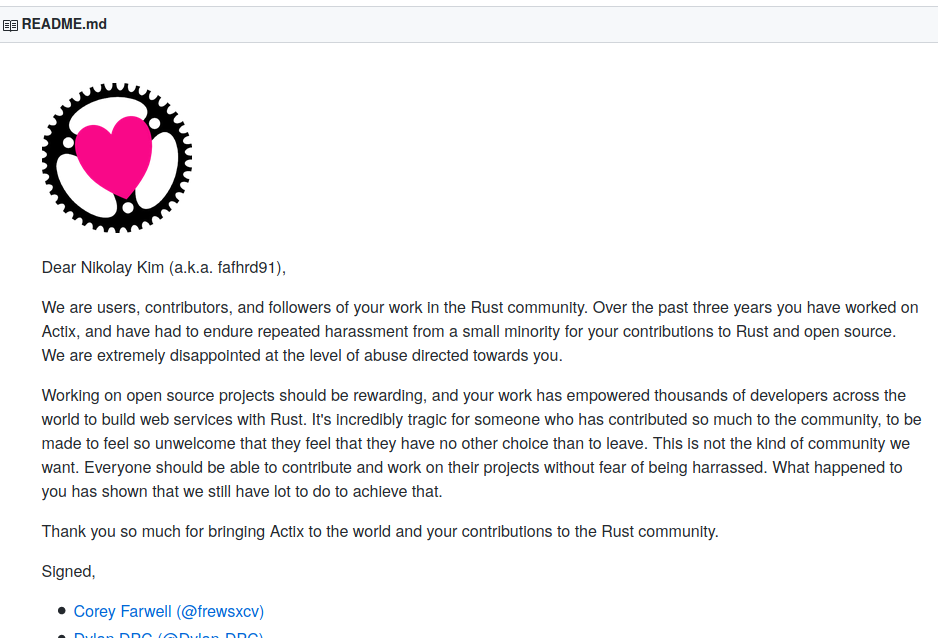 README.md
Dear Nikolay Kim (a.k.a. fafhrd91),
We are users, contributors, and followers of your work in the Rust community. Over the past three years you have worked on
Actix, and have had to endure repeated harassment from a small minority for your contributions to Rust and open source.
We are extremely disappointed at the level of abuse directed towards you.
Working on open source projects should be rewarding, and your work has empowered thousands of developers across the
world to build web services with Rust. It's incredibly tragic for someone who has contributed so much to the community, to be
made to feel so unwelcome that they feel that they have no other choice than to leave. This is not the kind of community we
want. Everyone should be able to contribute and work on their projects without fear of being harrassed. What happened to
you has shown that we still have lot to do to achieve that.
Thank you so much for bringing Actix to the world and your contributions to the Rust community.
Signed,
Corey Farwell (@frewsxcv)
Dylan DPC (@Dylan-DPC)